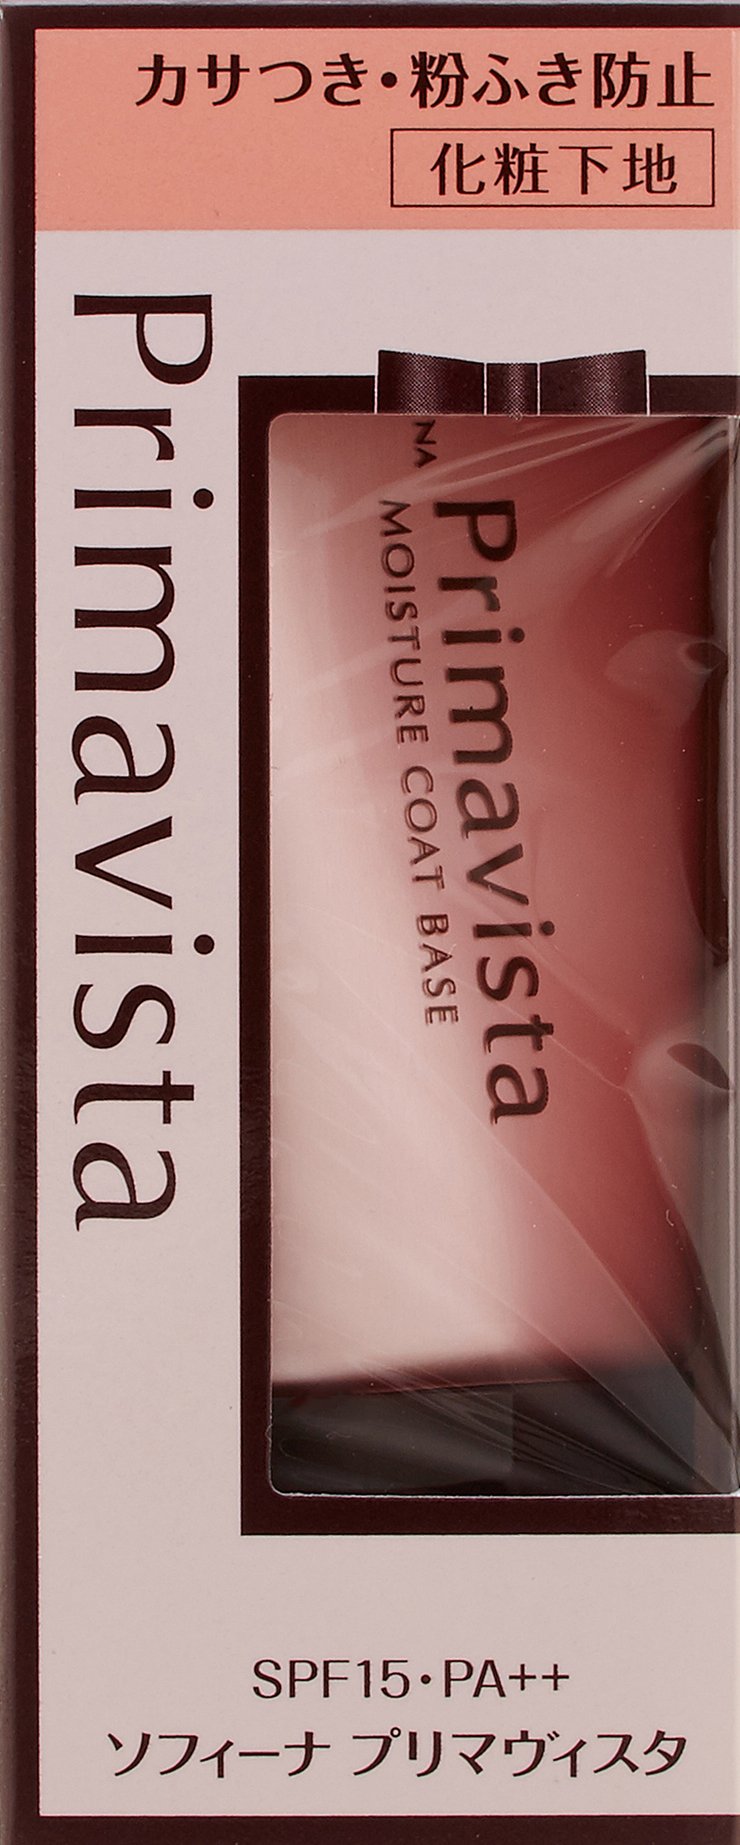 カサつき・粉ふき防止
化粧下地
Primavista
NA
Primavista
MOISTURE COAT BASE
SPF15・PA++
ソフィーナ プリマヴィスタ